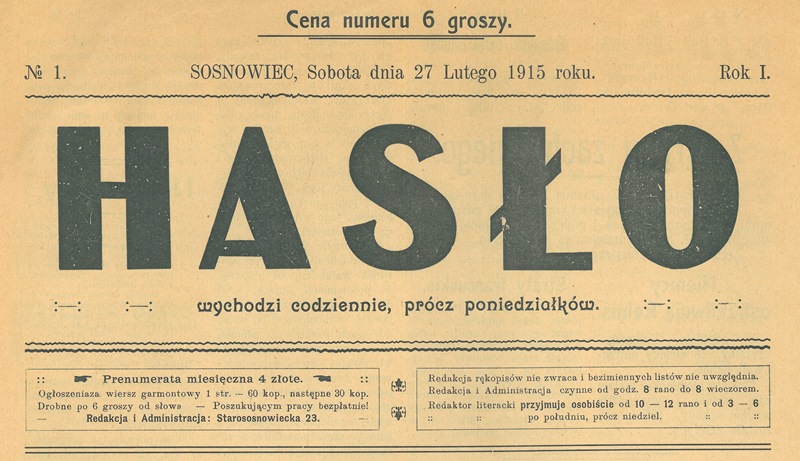 Cena numeru 6 groszy.
№ 1. SOSNOWIEC, Sobota dnia 27 Lutego 1915 roku. Rok I.
HASŁO
:—: :—: wychodzi codziennie, prócz poniedziałków. :—: :—:
:: ☛ Prenumerata miesięczna 4 złote. ☚ ::
Ogłoszeniaza wiersz garmontowy 1 str. — 60 kop., następne 30 kop.
Drobne po 6 groszy od słowa — Poszukującym pracy bezpłatnie!
— Redakcja i Administracja: Starososnowiecka 23. —
Redakcja rękopisów nie zwraca i bezimiennych listów nie uwzględnia.
Redakcja i Administracja czynne od godz. 8 rano do 8 wieczorem.
Redaktor literacki przyjmuje osobiście od 10 — 12 rano i od 3 — 6
:: :: po południu, prócz niedziel. :: ::